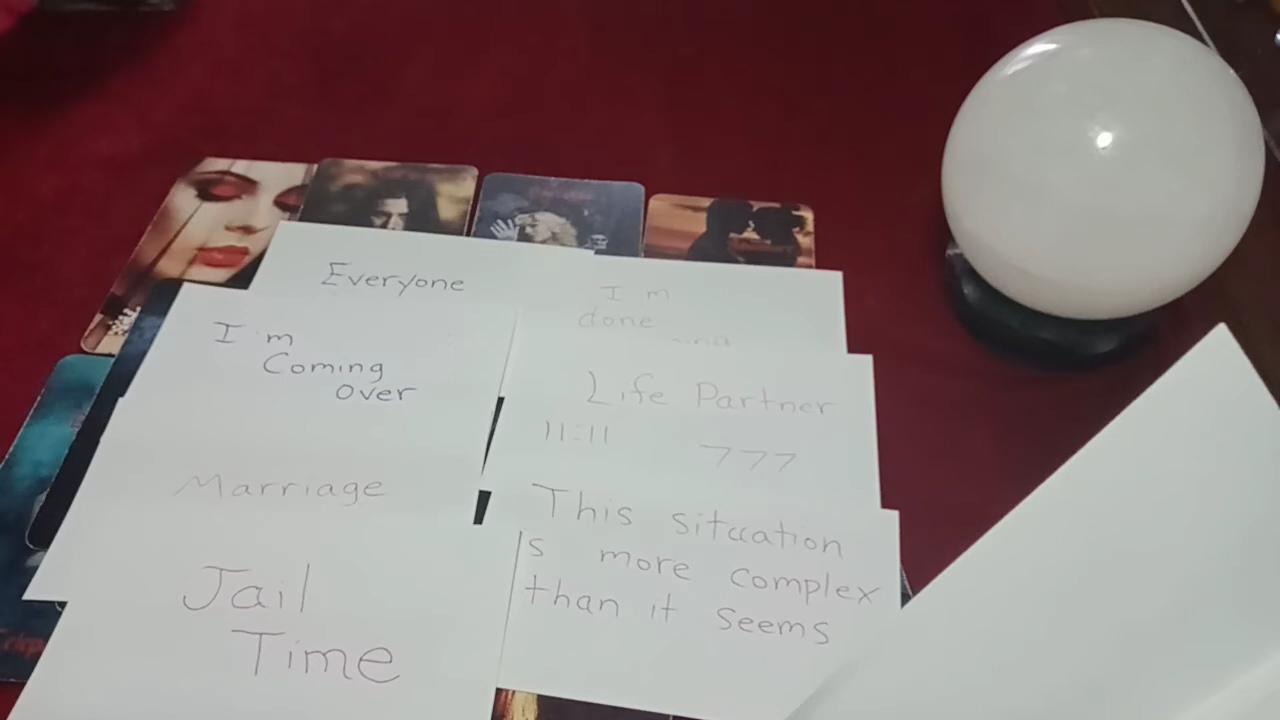 Everyone
I'm
Coming
over
Marriage
Jail
Time
I m
done
Life Partner
11:11 777
This situation
is more complex
than it seems